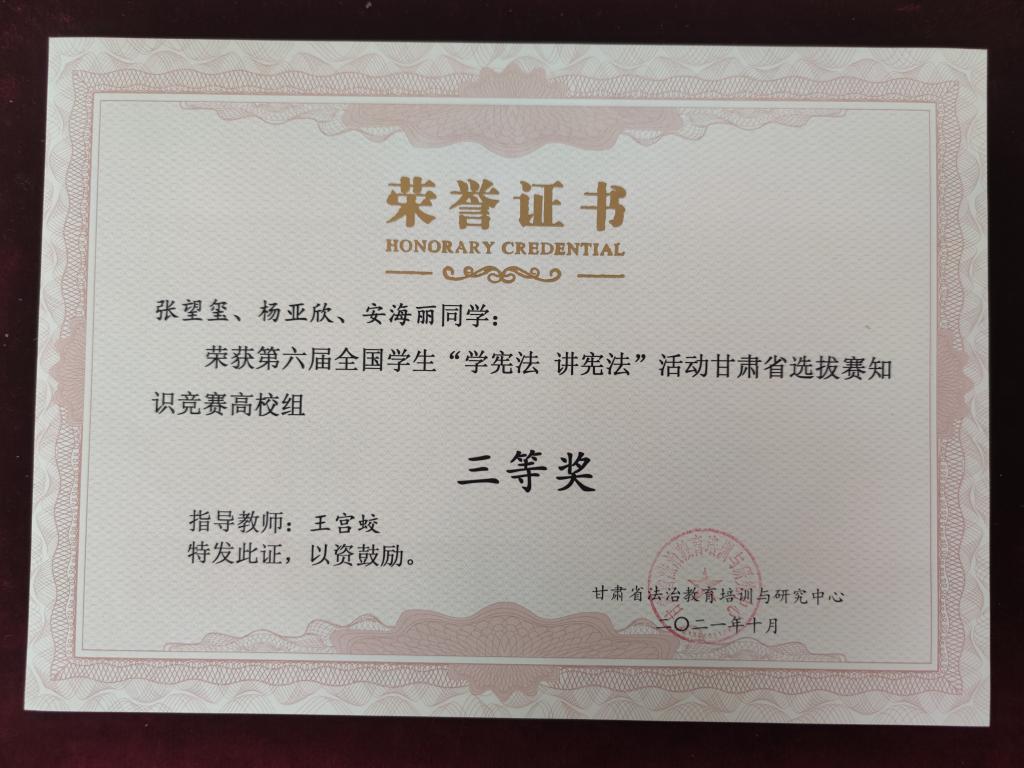 荣誉证书
HONORARY CREDENTIAL
张望玺、杨亚欣、安海丽同学：
荣获第六届全国学生“学宪法 讲宪法”活动甘肃省选拔赛知
识竞赛高校组
三等奖
指导教师：王宫蛟
特发此证，以资鼓励。
甘肃省法治教育培训与研究中心
二〇二一年十月